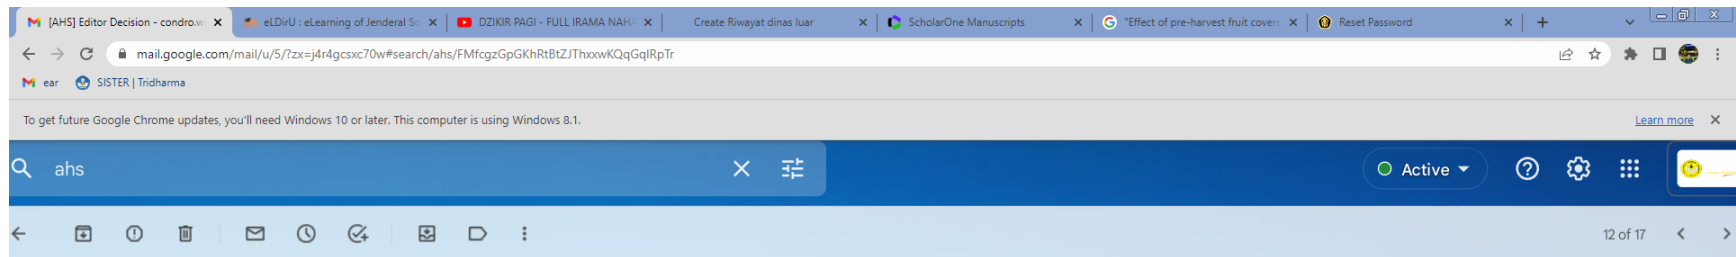 [AHS] Editor Decision - condro.w
eLDirU : eLearning of Jenderal So
DZIKIR PAGI - FULL IRAMA NAHA
Create Riwayat dinas luar
ScholarOne Manuscripts
"Effect of pre-harvest fruit covers
Reset Password
mail.google.com/mail/u/5/?zx=j4r4gcsxc70w#search/ahs/FMfcgzGpGKhRtBtZJThxxwKQqGqlRpTr
ear SISTER | Tridharma
To get future Google Chrome updates, you'll need Windows 10 or later. This computer is using Windows 8.1. Learn more
ahs Active
12 of 17